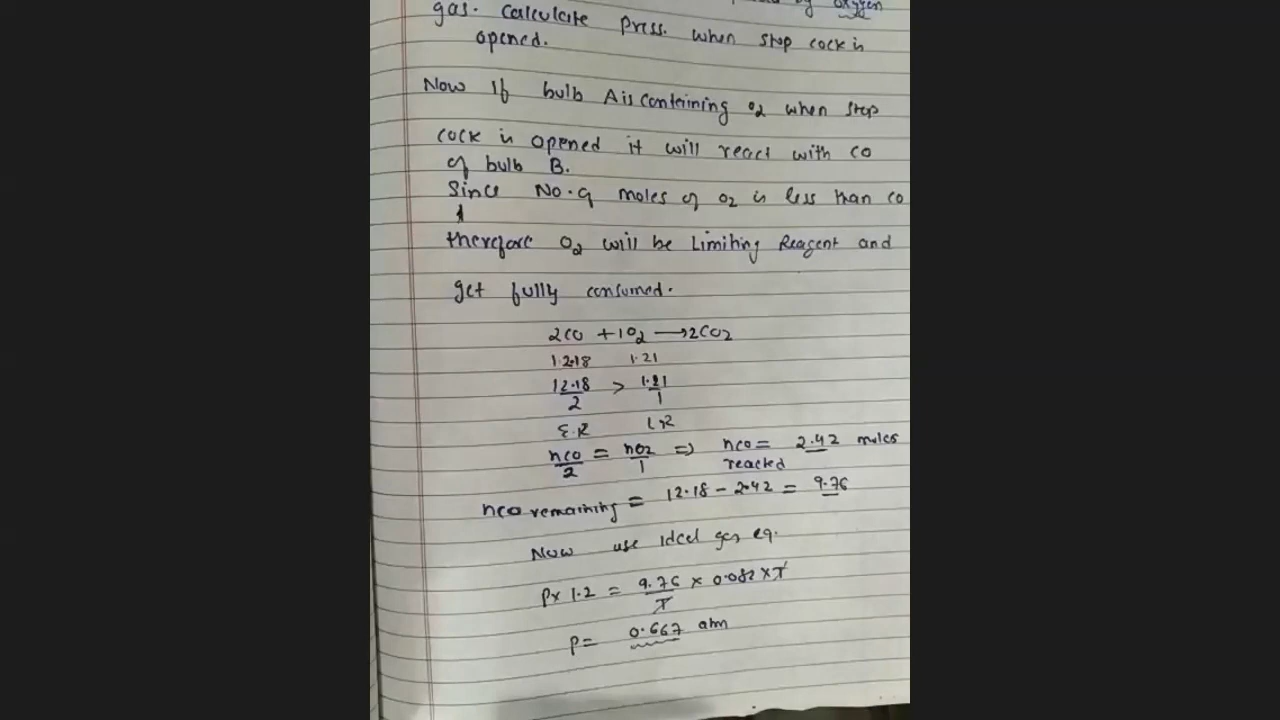 by oxygen
gas. Calculate Press. when stop cock is
opened.
Now If bulb A is containing O2 when stop
cock is opened it will react with CO
of bulb B.
Since No. of moles of O2 is less than CO
therefore O2 will be Limiting Reagent and
get fully consumed.
2CO + 1O2 → 2CO2
12.18 1.21
12.18/2 > 1.21/1
E.R LR
nco/2 = nO2/1 ⇒ nco = 2.42 moles
reacted
nco remaining = 12.18 - 2.42 = 9.76
Now use Ideal gas eq.
P x 1.2 = 9.76/T x 0.082 x T
P = 0.667 atm